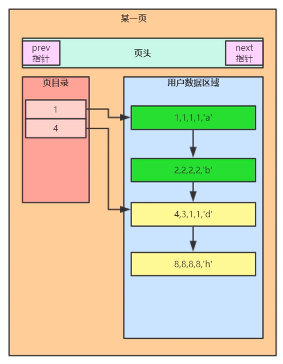 某一页
prev
指针
页头
next
指针
页目录
用户数据区域
1
4
1,1,1,1,'a'
2,2,2,2,'b'
4,3,1,1,'d'
8,8,8,8,'h'